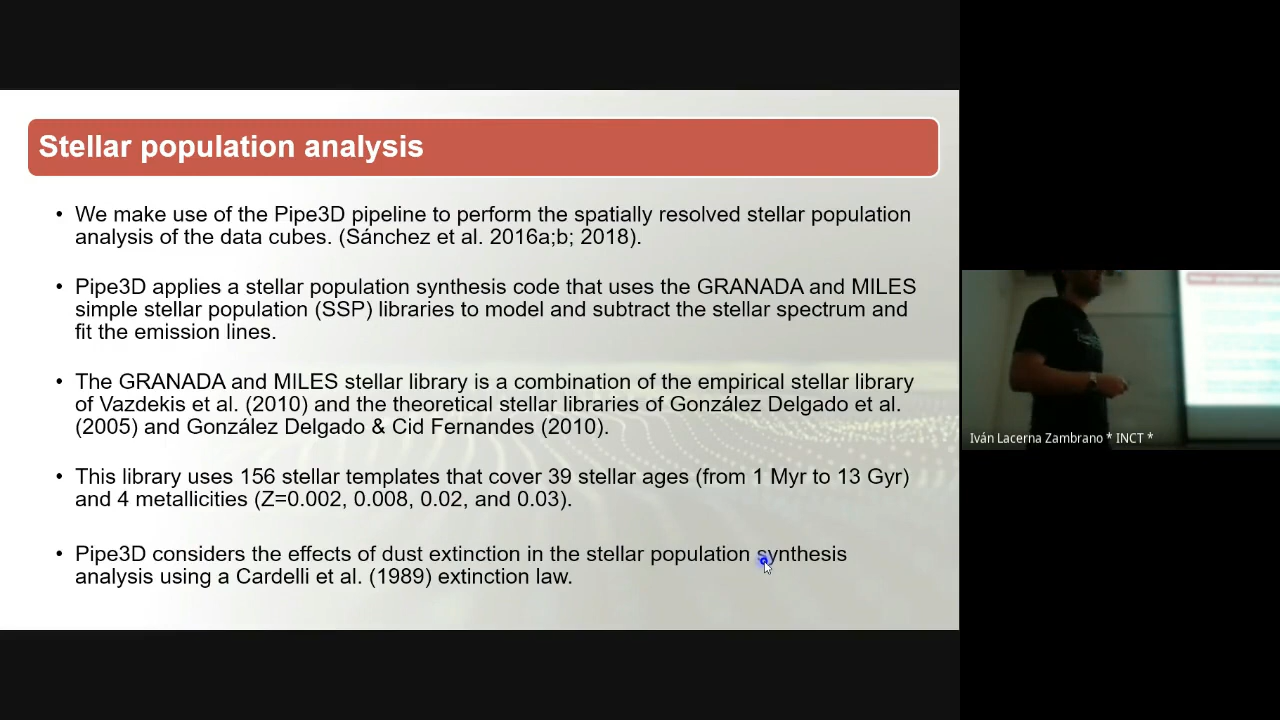 Stellar population analysis
• We make use of the Pipe3D pipeline to perform the spatially resolved stellar population
analysis of the data cubes. (Sánchez et al. 2016a;b; 2018).
• Pipe3D applies a stellar population synthesis code that uses the GRANADA and MILES
simple stellar population (SSP) libraries to model and subtract the stellar spectrum and
fit the emission lines.
• The GRANADA and MILES stellar library is a combination of the empirical stellar library
of Vazdekis et al. (2010) and the theoretical stellar libraries of González Delgado et al.
(2005) and González Delgado & Cid Fernandes (2010).
• This library uses 156 stellar templates that cover 39 stellar ages (from 1 Myr to 13 Gyr)
and 4 metallicities (Z=0.002, 0.008, 0.02, and 0.03).
• Pipe3D considers the effects of dust extinction in the stellar population synthesis
analysis using a Cardelli et al. (1989) extinction law.
Iván Lacerna Zambrano * INCT *